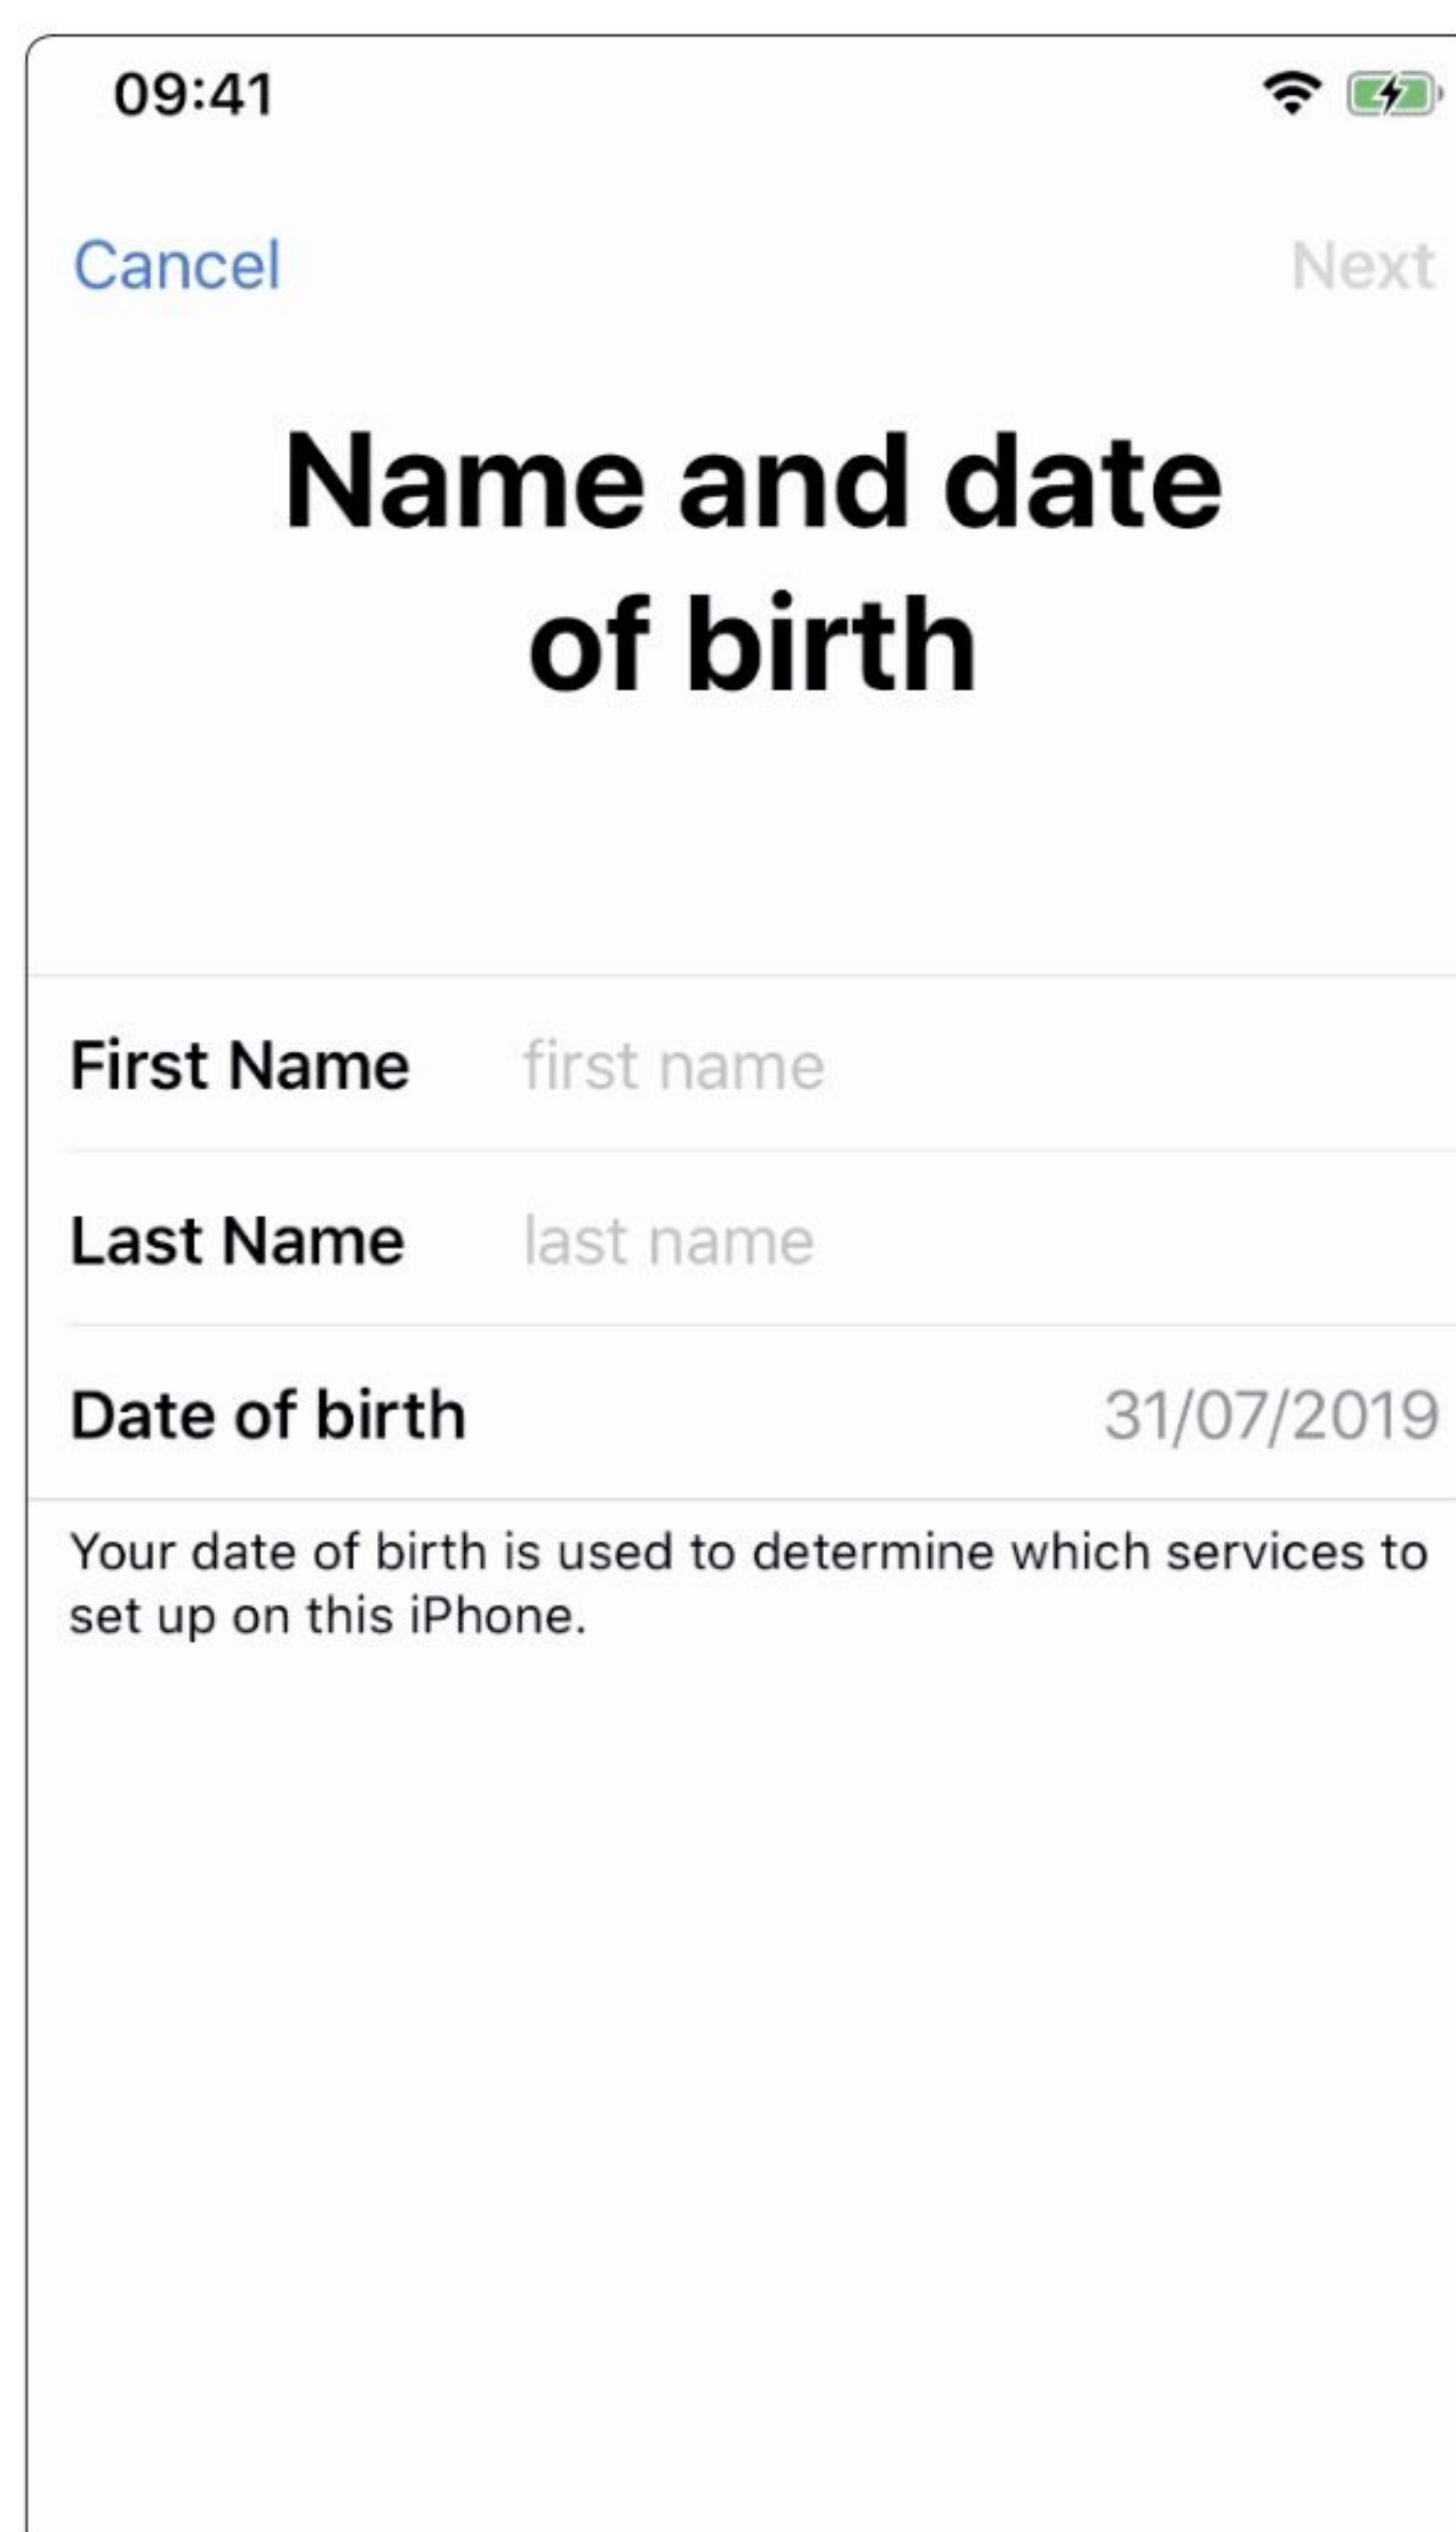 09:41
Cancel Next
Name and date
of birth
First Name first name
Last Name last name
Date of birth 31/07/2019
Your date of birth is used to determine which services to
set up on this iPhone.